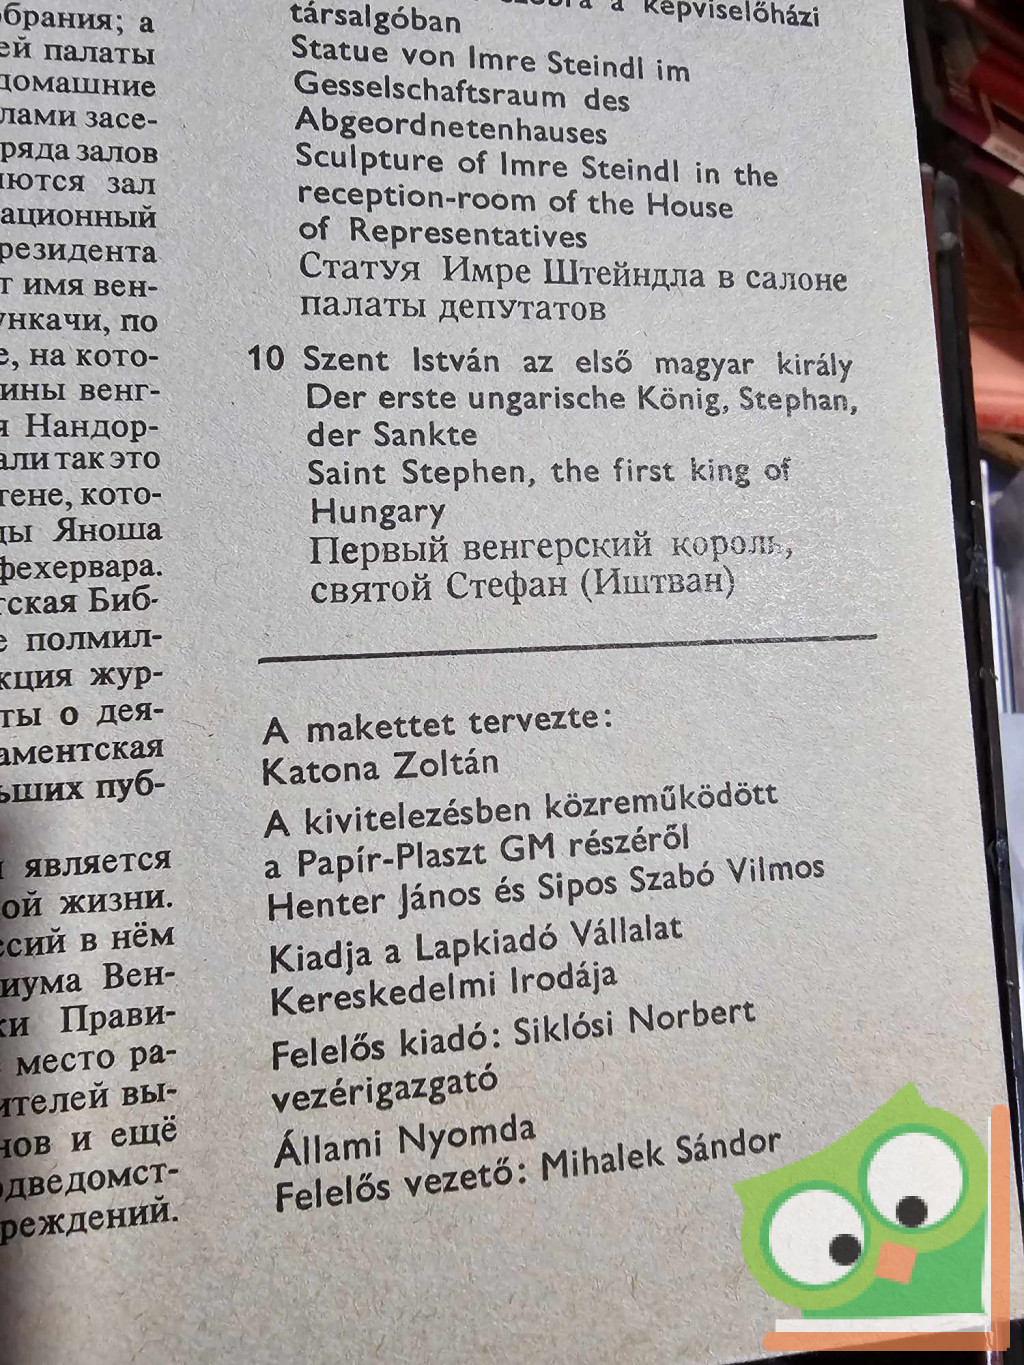 обрания; а
ей палаты
домашние
лами засе-
ряда залов
ются зал
ационный
резидента
т имя вен-
ункачи, по
е, на кото-
ины венг-
я Нандор-
али так это
тене, кото-
ды Яноша
фехервара.
тская Биб-
е полмил-
кция жур-
ты о дея-
аментская
ьших пуб-
является
ой жизни.
ссий в нём
иума Вен-
ки Прави-
место ра-
ителей вы-
нов и ещё
одведомст-
реждений.
a képviselőházi
társalgóban
Statue von Imre Steindl im
Gesselschaftsraum des
Abgeordnetenhauses
Sculpture of Imre Steindl in the
reception-room of the House
of Representatives
Статуя Имре Штейндла в салоне
палаты депутатов
10 Szent István az első magyar király
Der erste ungarische König, Stephan,
der Sankte
Saint Stephen, the first king of
Hungary
Первый венгерский король,
святой Стефан (Иштван)
A makettet tervezte:
Katona Zoltán
A kivitelezésben közreműködött
a Papír-Plaszt GM részéről
Henter János és Sipos Szabó Vilmos
Kiadja a Lapkiadó Vállalat
Kereskedelmi Irodája
Felelős kiadó: Siklósi Norbert
vezérigazgató
Állami Nyomda
Felelős vezető: Mihalek Sándor